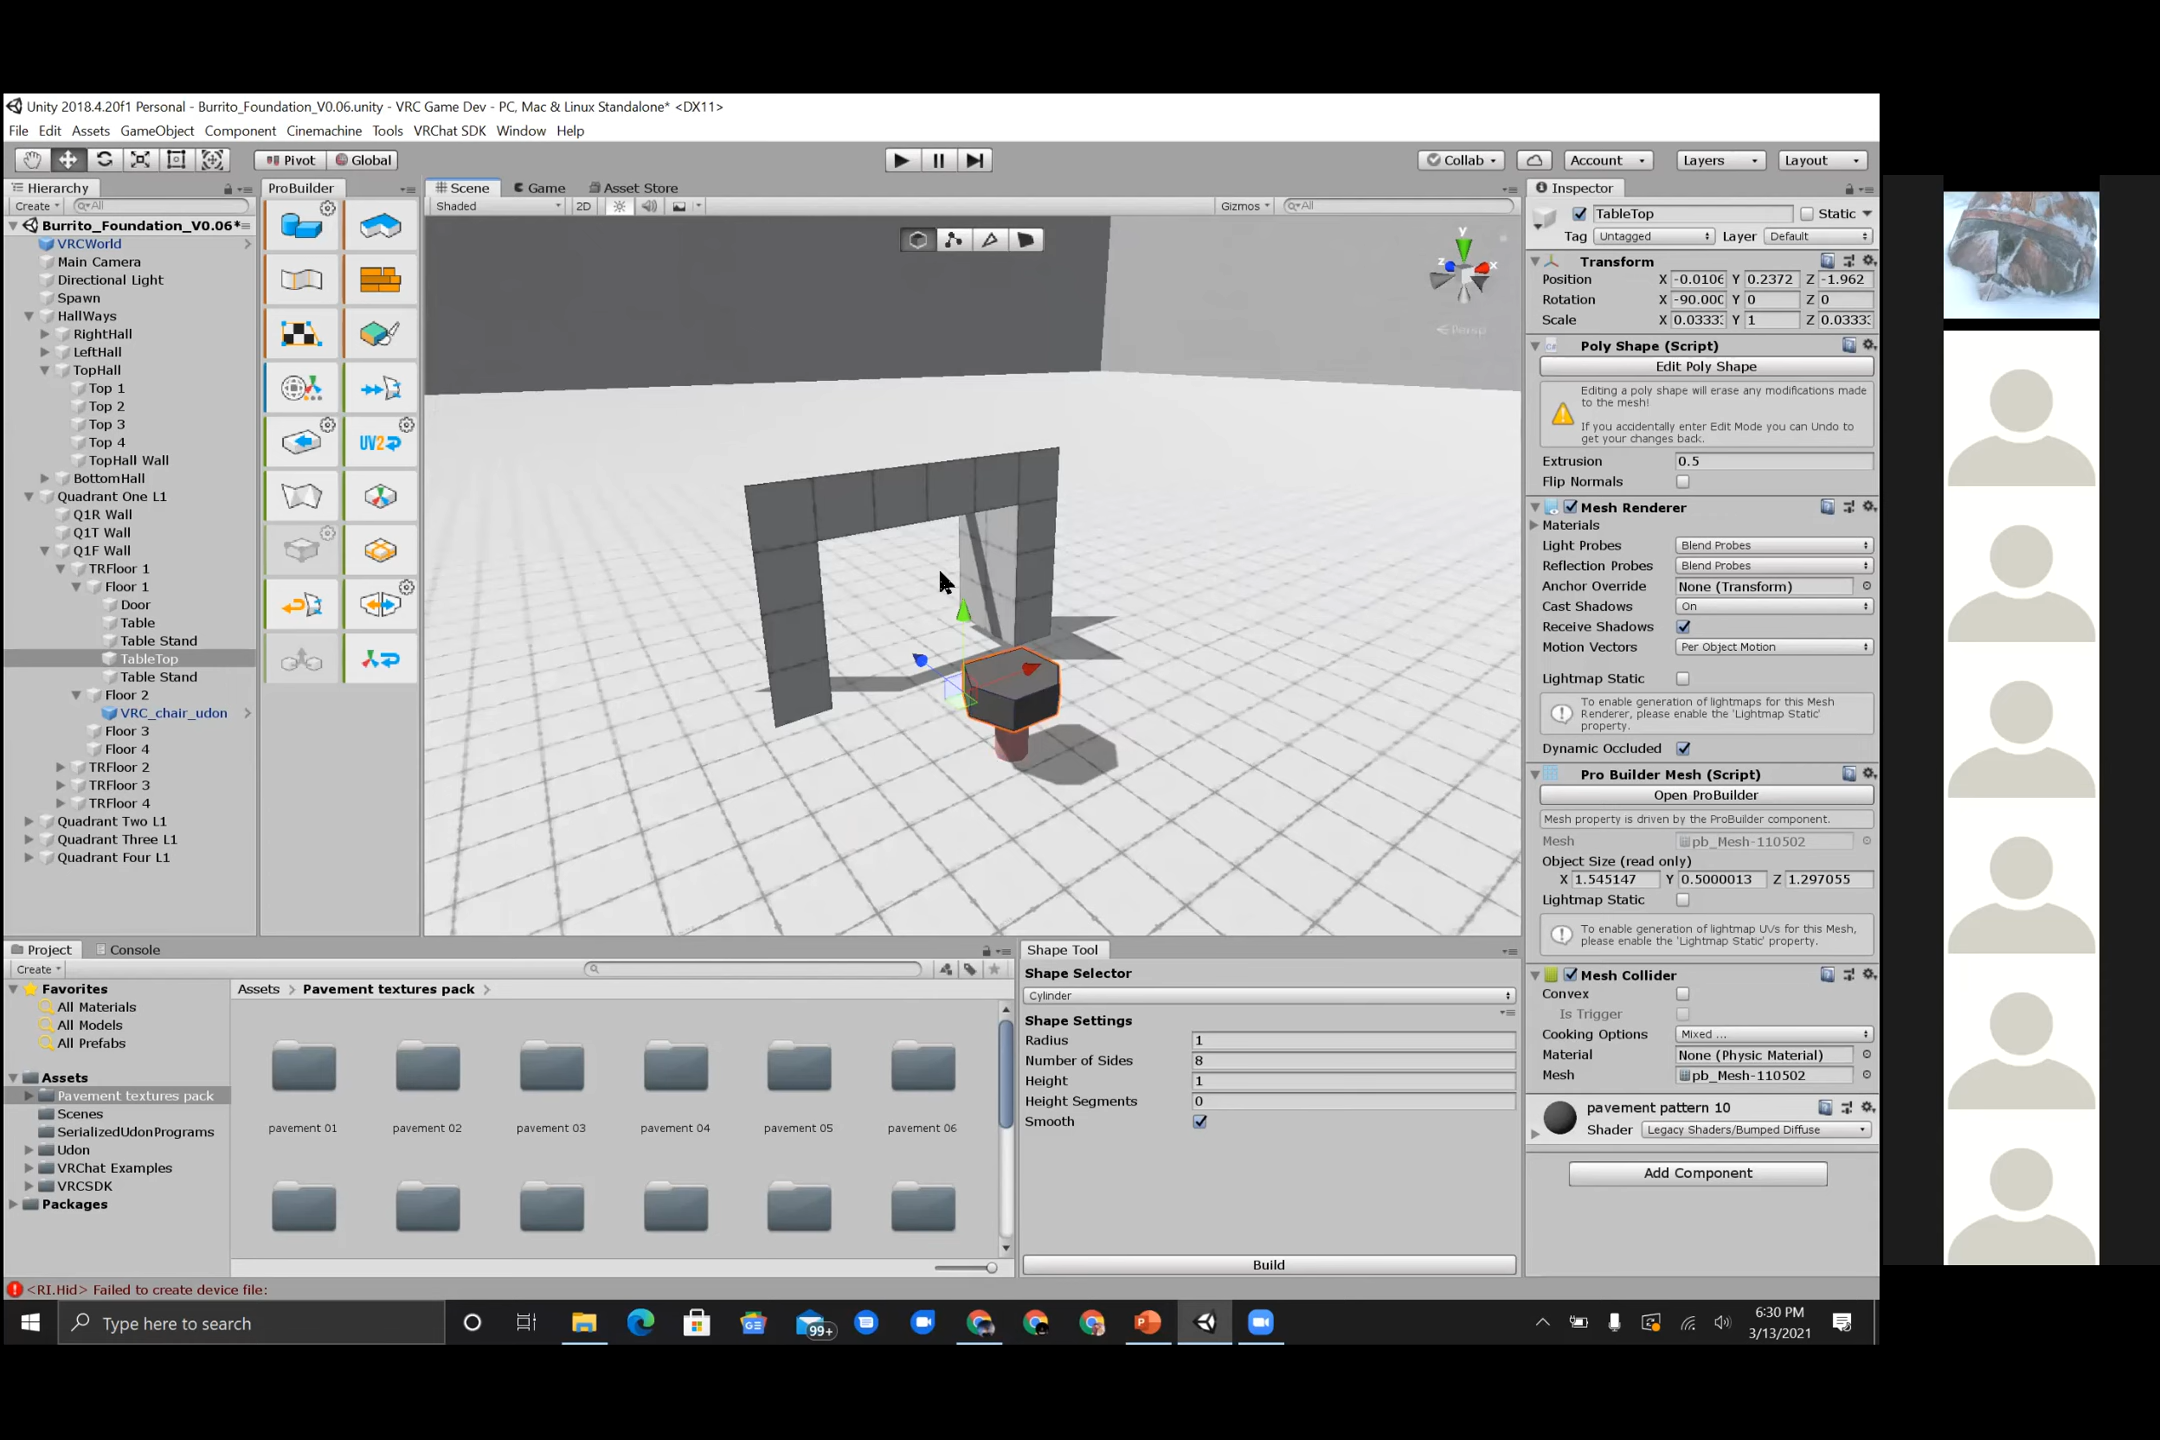 Unity 2018.4.20f1 Personal - Burrito_Foundation_V0.06.unity - VRC Game Dev - PC, Mac & Linux Standalone* <DX11>
File Edit Assets GameObject Component Cinemachine Tools VRChat SDK Window Help
Pivot Global Collab Account Layers Layout
Hierarchy
Create All
Burrito_Foundation_V0.06*
VRCWorld
Main Camera
Directional Light
Spawn
HallWays
RightHall
LeftHall
TopHall
Top 1
Top 2
Top 3
Top 4
TopHall Wall
BottomHall
Quadrant One L1
Q1R Wall
Q1T Wall
Q1F Wall
TRFloor 1
Floor 1
Door
Table
Table Stand
TableTop
Table Stand
Floor 2
VRC_chair_udon
Floor 3
Floor 4
TRFloor 2
TRFloor 3
TRFloor 4
Quadrant Two L1
Quadrant Three L1
Quadrant Four L1
ProBuilder
UV2
Scene Game Asset Store
Shaded 2D Gizmos All
y
z x
Persp
Inspector
TableTop Static
Tag Untagged Layer Default
Transform
Position X -0.0106 Y 0.2372 Z -1.962
Rotation X -90.000 Y 0 Z 0
Scale X 0.0333 Y 1 Z 0.0333
Poly Shape (Script)
Edit Poly Shape
Editing a poly shape will erase any modifications made
to the mesh!
If you accidentally enter Edit Mode you can Undo to
get your changes back.
Extrusion 0.5
Flip Normals
Mesh Renderer
Materials
Light Probes Blend Probes
Reflection Probes Blend Probes
Anchor Override None (Transform)
Cast Shadows On
Receive Shadows
Motion Vectors Per Object Motion
Lightmap Static
To enable generation of lightmaps for this Mesh
Renderer, please enable the 'Lightmap Static'
property.
Dynamic Occluded
Pro Builder Mesh (Script)
Open ProBuilder
Mesh property is driven by the ProBuilder component.
Mesh pb_Mesh-110502
Object Size (read only)
X 1.545147 Y 0.5000013 Z 1.297055
Lightmap Static
To enable generation of lightmap UVs for this Mesh,
please enable the 'Lightmap Static' property.
Mesh Collider
Convex
Is Trigger
Cooking Options Mixed ...
Material None (Physic Material)
Mesh pb_Mesh-110502
pavement pattern 10
Shader Legacy Shaders/Bumped Diffuse
Add Component
Project Console
Create
Favorites
All Materials
All Models
All Prefabs
Assets
Pavement textures pack
Scenes
SerializedUdonPrograms
Udon
VRChat Examples
VRCSDK
Packages
Assets > Pavement textures pack >
pavement 01 pavement 02 pavement 03 pavement 04 pavement 05 pavement 06
Shape Tool
Shape Selector
Cylinder
Shape Settings
Radius 1
Number of Sides 8
Height 1
Height Segments 0
Smooth
Build
<RI.Hid> Failed to create device file:
Type here to search
99+
6:30 PM
3/13/2021